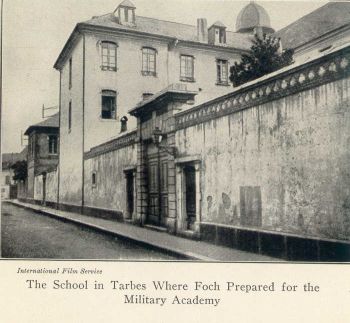 International Film Service
The School in Tarbes Where Foch Prepared for the
Military Academy